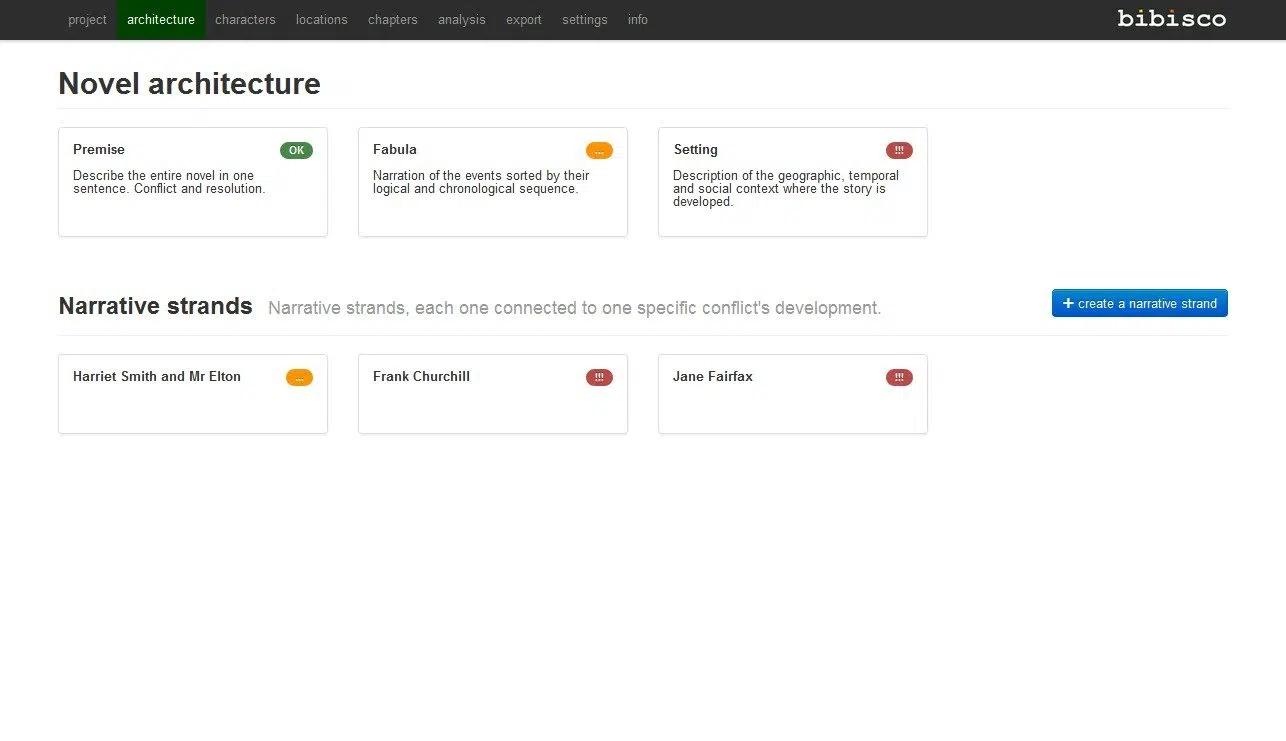 project architecture characters locations chapters analysis export settings info bibisco
Novel architecture
Premise OK
Describe the entire novel in one
sentence. Conflict and resolution.
Fabula ...
Narration of the events sorted by their
logical and chronological sequence.
Setting !!!
Description of the geographic, temporal
and social context where the story is
developed.
Narrative strands Narrative strands, each one connected to one specific conflict's development.
+ create a narrative strand
Harriet Smith and Mr Elton ...
Frank Churchill !!!
Jane Fairfax !!!